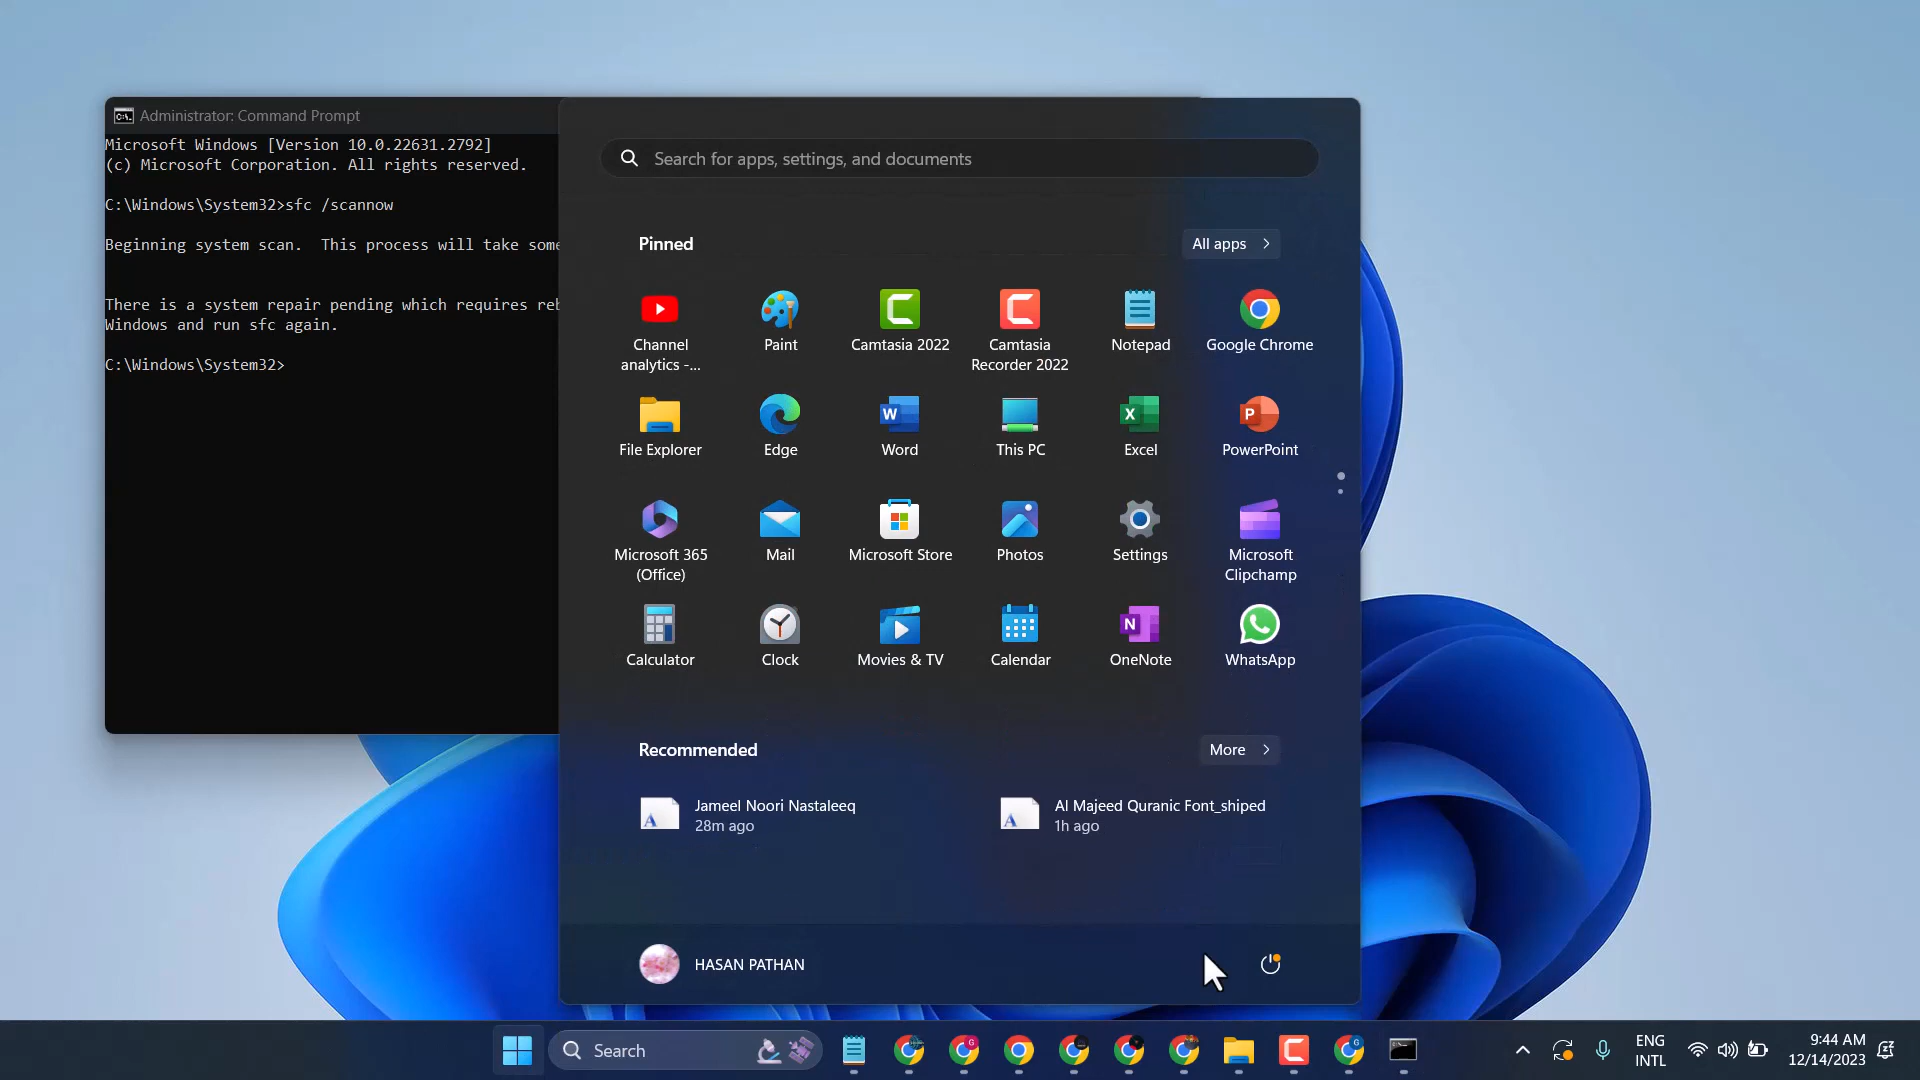 Administrator: Command Prompt
Microsoft Windows [Version 10.0.22631.2792]
(c) Microsoft Corporation. All rights reserved.
C:\Windows\System32>sfc /scannow
Beginning system scan.  This process will take some
There is a system repair pending which requires reb
Windows and run sfc again.
C:\Windows\System32>
Search for apps, settings, and documents
Pinned
All apps
Channel analytics -...
Paint
Camtasia 2022
Camtasia Recorder 2022
Notepad
Google Chrome
File Explorer
Edge
Word
This PC
Excel
PowerPoint
Microsoft 365 (Office)
Mail
Microsoft Store
Photos
Settings
Microsoft Clipchamp
Calculator
Clock
Movies & TV
Calendar
OneNote
WhatsApp
Recommended
More
Jameel Noori Nastaleeq
28m ago
Al Majeed Quranic Font_shiped
1h ago
HASAN PATHAN
Search
ENG
INTL
9:44 AM
12/14/2023